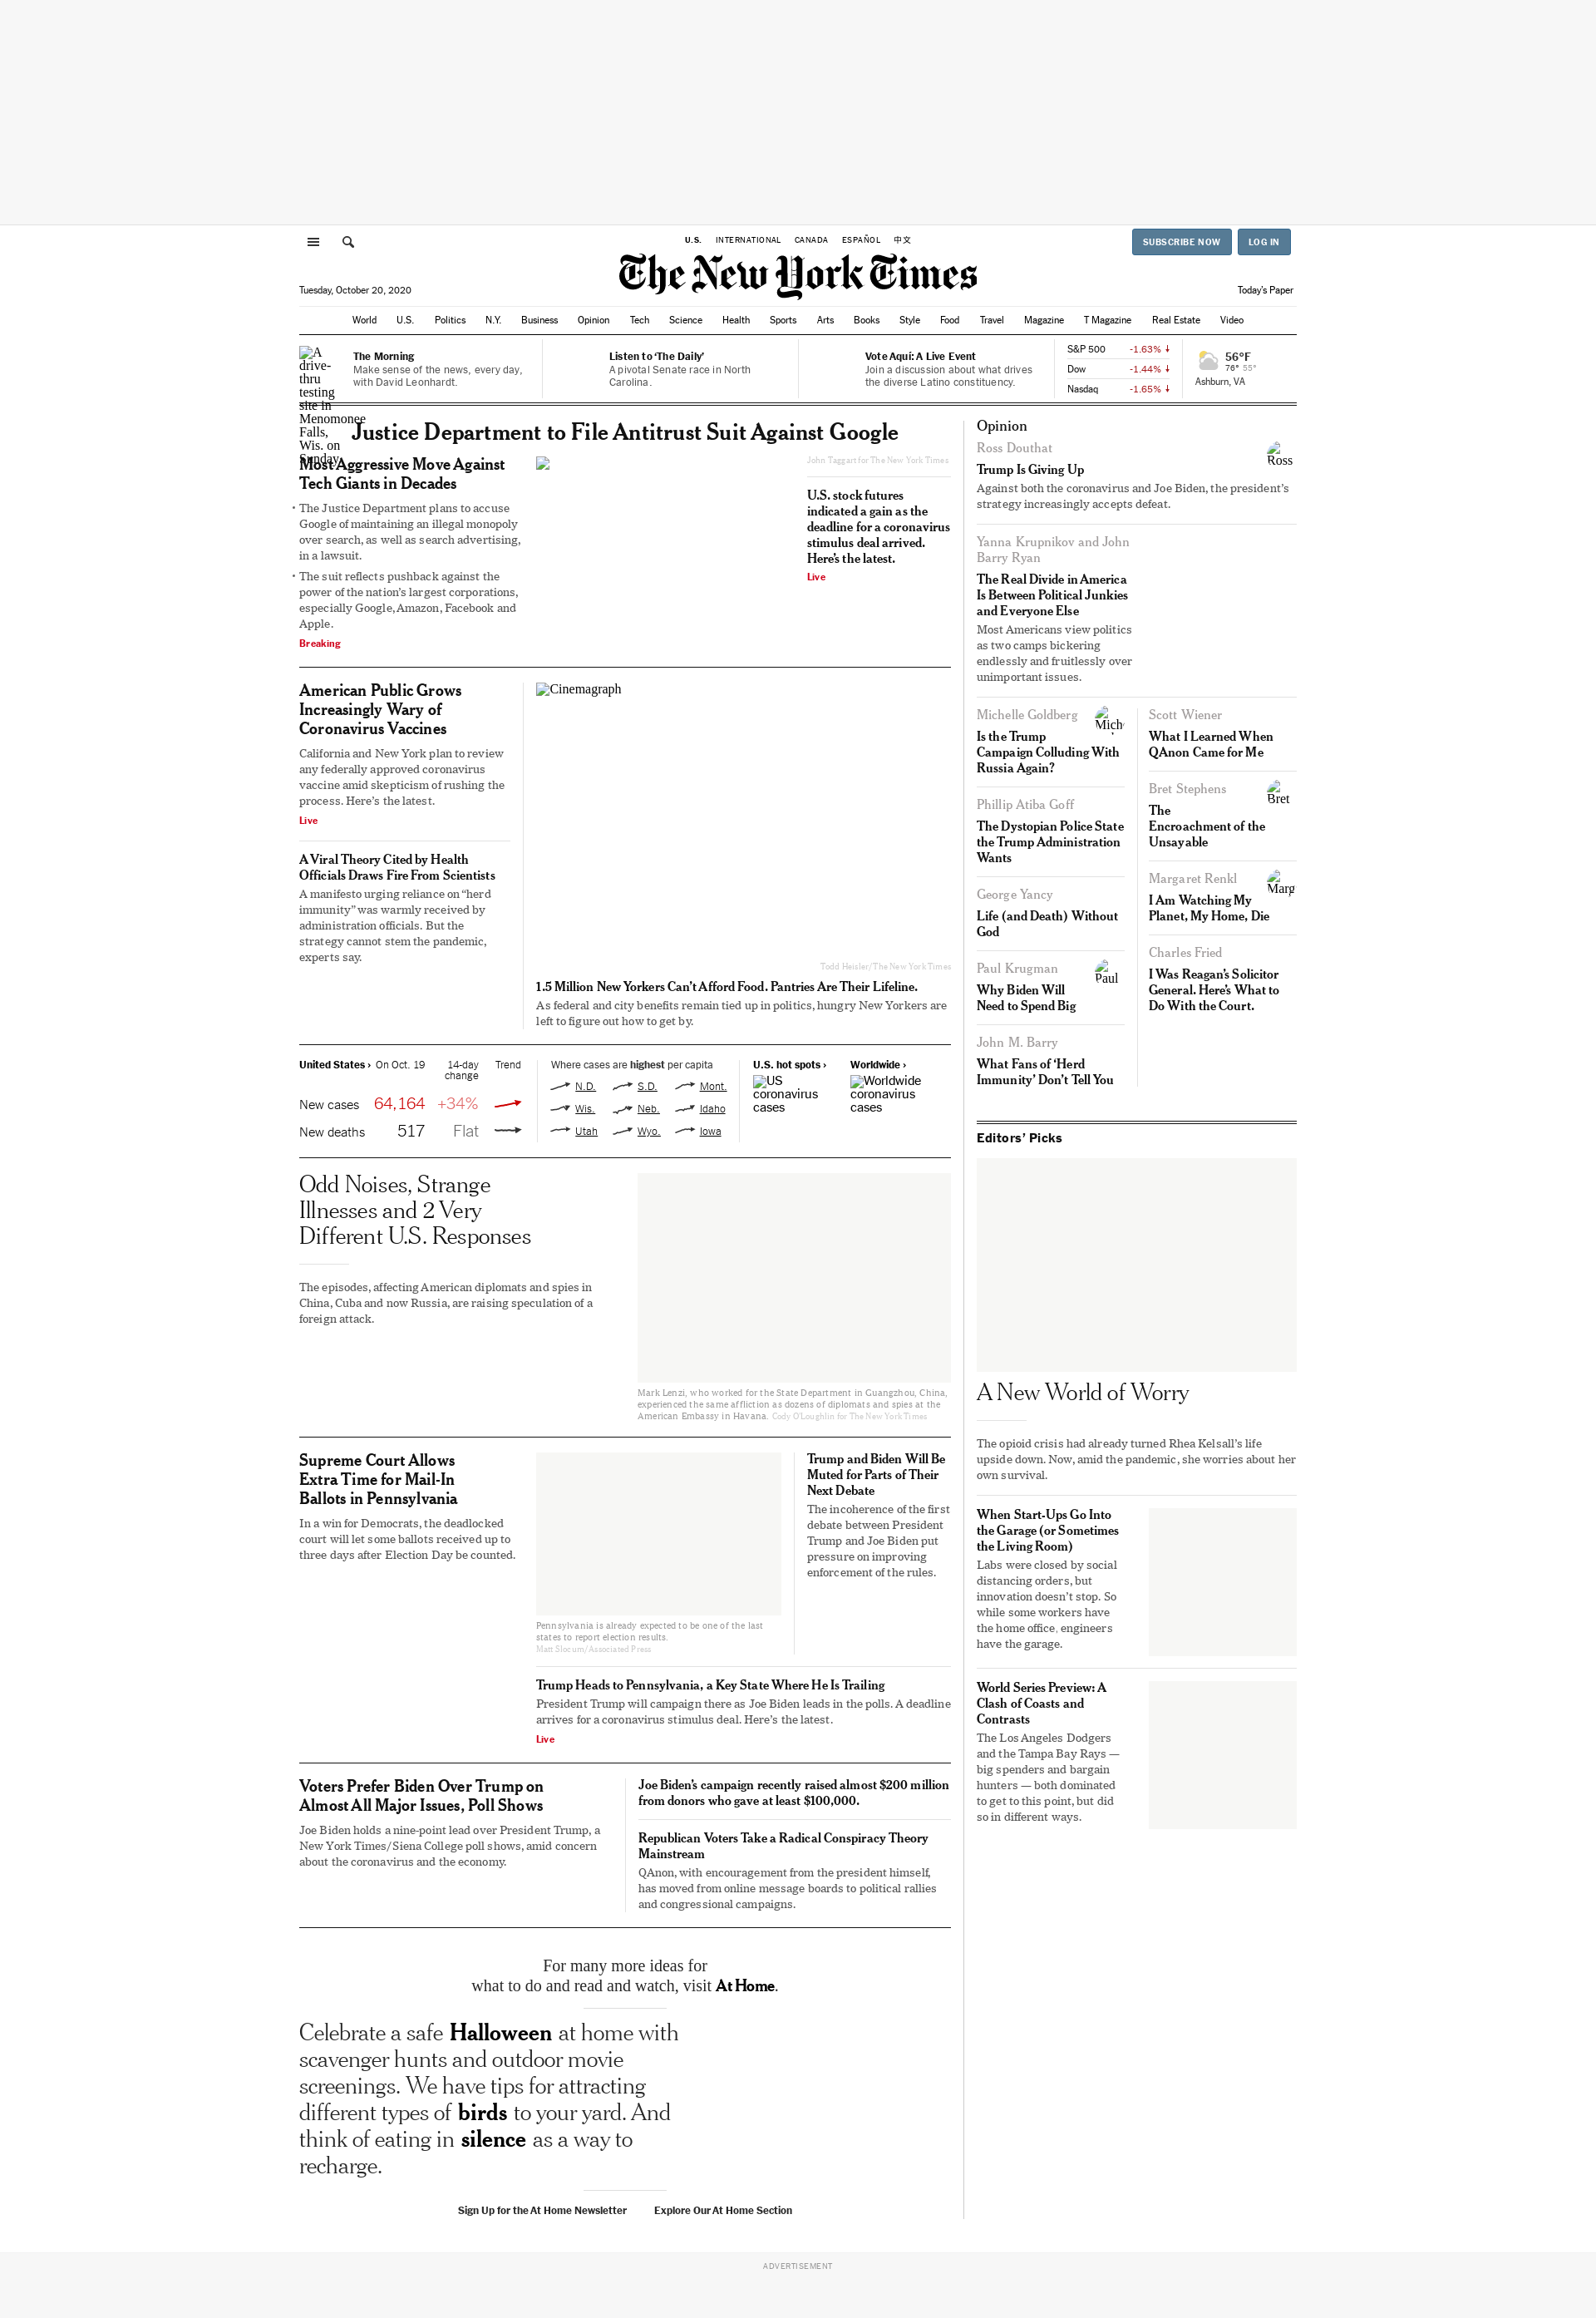 U.S. INTERNATIONAL CANADA ESPAÑOL 中文
SUBSCRIBE NOW LOG IN
The New York Times
Tuesday, October 20, 2020
Today's Paper
World U.S. Politics N.Y. Business Opinion Tech Science Health Sports Arts Books Style Food Travel Magazine T Magazine Real Estate Video
A drive-thru testing site in Menomonee Falls, Wis. on Sunday.
The Morning
Make sense of the news, every day,
with David Leonhardt.
Listen to ‘The Daily’
A pivotal Senate race in North
Carolina.
Vote Aquí: A Live Event
Join a discussion about what drives
the diverse Latino constituency.
S&P 500 -1.63%
Dow -1.44%
Nasdaq -1.65%
56°F
76° 55°
Ashburn, VA
Justice Department to File Antitrust Suit Against Google
Most Aggressive Move Against
Tech Giants in Decades
• The Justice Department plans to accuse
Google of maintaining an illegal monopoly
over search, as well as search advertising,
in a lawsuit.
• The suit reflects pushback against the
power of the nation’s largest corporations,
especially Google, Amazon, Facebook and
Apple.
Breaking
John Taggart for The New York Times
U.S. stock futures
indicated a gain as the
deadline for a coronavirus
stimulus deal arrived.
Here’s the latest.
Live
American Public Grows
Increasingly Wary of
Coronavirus Vaccines
California and New York plan to review
any federally approved coronavirus
vaccine amid skepticism of rushing the
process. Here’s the latest.
Live
A Viral Theory Cited by Health
Officials Draws Fire From Scientists
A manifesto urging reliance on “herd
immunity” was warmly received by
administration officials. But the
strategy cannot stem the pandemic,
experts say.
Cinemagraph
Todd Heisler/The New York Times
1.5 Million New Yorkers Can’t Afford Food. Pantries Are Their Lifeline.
As federal and city benefits remain tied up in politics, hungry New Yorkers are
left to figure out how to get by.
United States › On Oct. 19 14-day
change Trend
New cases 64,164 +34%
New deaths 517 Flat
Where cases are highest per capita
N.D. S.D. Mont.
Wis. Neb. Idaho
Utah Wyo. Iowa
U.S. hot spots ›
US
coronavirus
cases
Worldwide ›
Worldwide
coronavirus
cases
Odd Noises, Strange
Illnesses and 2 Very
Different U.S. Responses
The episodes, affecting American diplomats and spies in
China, Cuba and now Russia, are raising speculation of a
foreign attack.
Mark Lenzi, who worked for the State Department in Guangzhou, China,
experienced the same affliction as dozens of diplomats and spies at the
American Embassy in Havana. Cody O’Loughlin for The New York Times
Supreme Court Allows
Extra Time for Mail-In
Ballots in Pennsylvania
In a win for Democrats, the deadlocked
court will let some ballots received up to
three days after Election Day be counted.
Pennsylvania is already expected to be one of the last
states to report election results.
Matt Slocum/Associated Press
Trump and Biden Will Be
Muted for Parts of Their
Next Debate
The incoherence of the first
debate between President
Trump and Joe Biden put
pressure on improving
enforcement of the rules.
Trump Heads to Pennsylvania, a Key State Where He Is Trailing
President Trump will campaign there as Joe Biden leads in the polls. A deadline
arrives for a coronavirus stimulus deal. Here’s the latest.
Live
Voters Prefer Biden Over Trump on
Almost All Major Issues, Poll Shows
Joe Biden holds a nine-point lead over President Trump, a
New York Times/Siena College poll shows, amid concern
about the coronavirus and the economy.
Joe Biden’s campaign recently raised almost $200 million
from donors who gave at least $100,000.
Republican Voters Take a Radical Conspiracy Theory
Mainstream
QAnon, with encouragement from the president himself,
has moved from online message boards to political rallies
and congressional campaigns.
For many more ideas for
what to do and read and watch, visit At Home.
Celebrate a safe Halloween at home with
scavenger hunts and outdoor movie
screenings. We have tips for attracting
different types of birds to your yard. And
think of eating in silence as a way to
recharge.
Sign Up for the At Home Newsletter Explore Our At Home Section
Opinion
Ross Douthat
Ross
Trump Is Giving Up
Against both the coronavirus and Joe Biden, the president’s
strategy increasingly accepts defeat.
Yanna Krupnikov and John
Barry Ryan
The Real Divide in America
Is Between Political Junkies
and Everyone Else
Most Americans view politics
as two camps bickering
endlessly and fruitlessly over
unimportant issues.
Michelle Goldberg
Is the Trump
Campaign Colluding With
Russia Again?
Phillip Atiba Goff
The Dystopian Police State
the Trump Administration
Wants
George Yancy
Life (and Death) Without
God
Paul Krugman
Paul
Why Biden Will
Need to Spend Big
John M. Barry
What Fans of ‘Herd
Immunity’ Don’t Tell You
Scott Wiener
What I Learned When
QAnon Came for Me
Bret Stephens
Bret
The
Encroachment of the
Unsayable
Margaret Renkl
I Am Watching My
Planet, My Home, Die
Charles Fried
I Was Reagan’s Solicitor
General. Here’s What to
Do With the Court.
Editors’ Picks
A New World of Worry
The opioid crisis had already turned Rhea Kelsall’s life
upside down. Now, amid the pandemic, she worries about her
own survival.
When Start-Ups Go Into
the Garage (or Sometimes
the Living Room)
Labs were closed by social
distancing orders, but
innovation doesn’t stop. So
while some workers have
the home office, engineers
have the garage.
World Series Preview: A
Clash of Coasts and
Contrasts
The Los Angeles Dodgers
and the Tampa Bay Rays —
big spenders and bargain
hunters — both dominated
to get to this point, but did
so in different ways.
ADVERTISEMENT